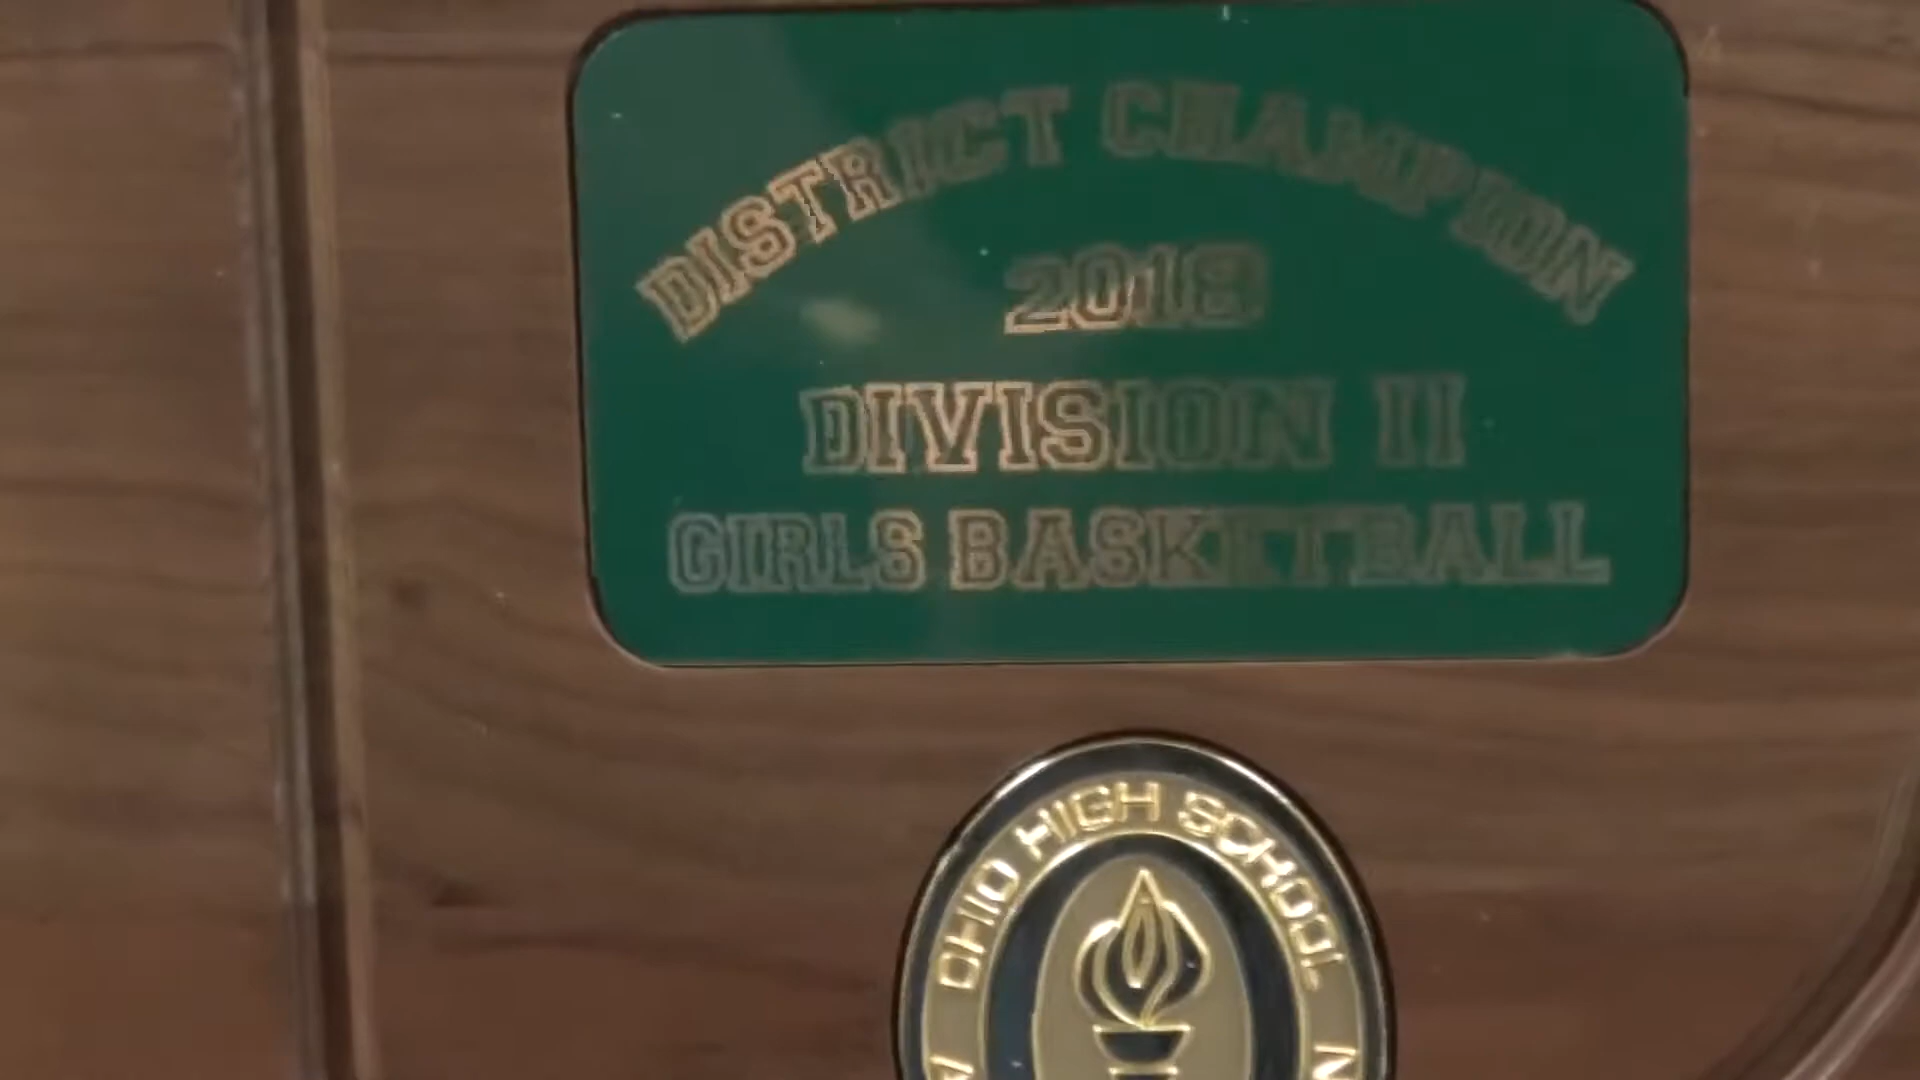 DISTRICT CHAMPION
2018
DIVISION II
GIRLS BASKETBALL
OHIO HIGH SCHOOL